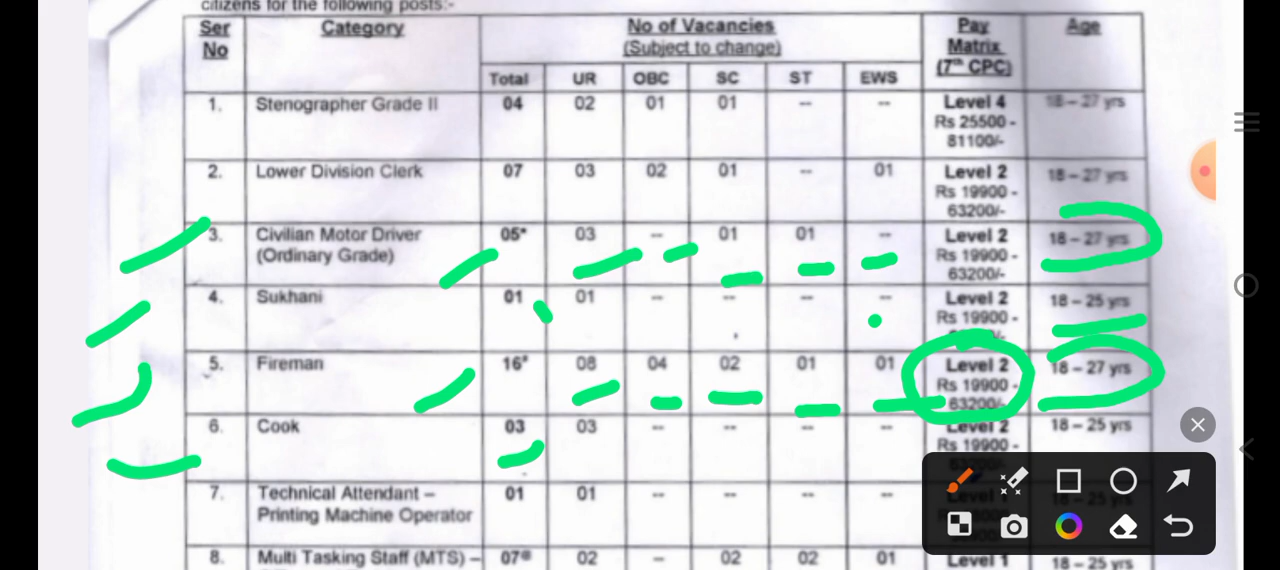 citizens for the following posts:-
Ser No Category No of Vacancies (Subject to change) Pay Matrix (7th CPC) Age
Total UR OBC SC ST EWS
1. Stenographer Grade II 04 02 01 01 -- -- Level 4 18 – 27 yrs
Rs 25500 -
81100/-
2. Lower Division Clerk 07 03 02 01 -- 01 Level 2 18 – 27 yrs
Rs 19900 -
63200/-
3. Civilian Motor Driver 05* 03 -- 01 01 -- Level 2 18 – 27 yrs
(Ordinary Grade) Rs 19900 -
63200/-
4. Sukhani 01 01 -- -- -- -- Level 2 18 – 25 yrs
Rs 19900 -
5. Fireman 16# 08 04 02 01 01 Level 2 18 – 27 yrs
Rs 19900 -
63200/-
6. Cook 03 03 -- -- -- -- Level 2 18 – 25 yrs
Rs 19900 -
7. Technical Attendant – 01 01 -- -- -- -- Level 1 18 – 25 yrs
Printing Machine Operator
8. Multi Tasking Staff (MTS) – 07@ 02 -- 02 02 01 Level 1 18 – 25 yrs